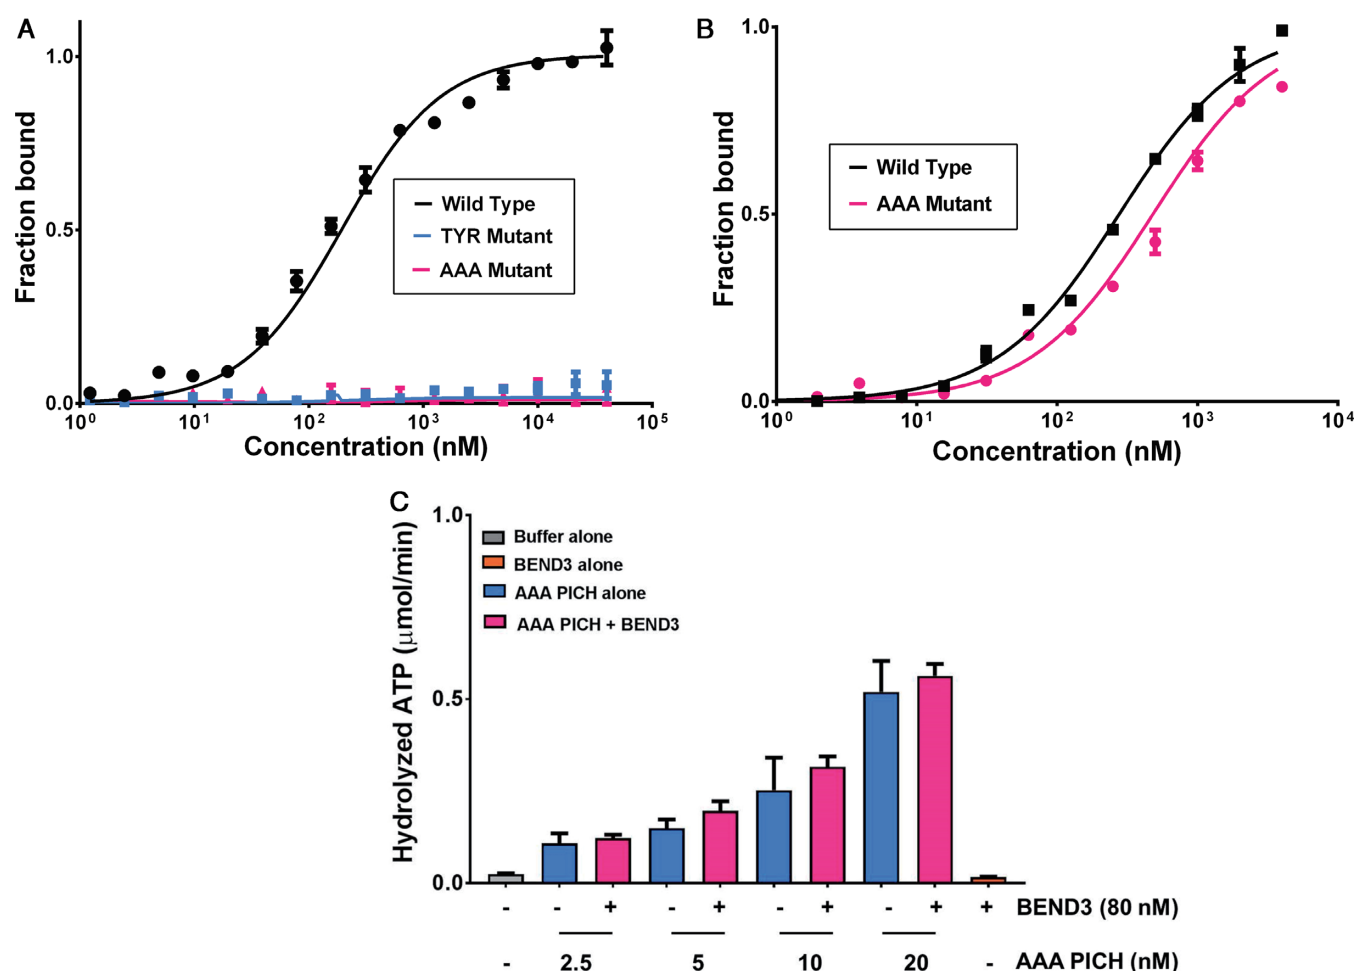 A
Fraction bound
1.0
0.5
0.0
10⁰ 10¹ 10² 10³ 10⁴ 10⁵
Concentration (nM)
Wild Type
TYR Mutant
AAA Mutant
B
Fraction bound
1.0
0.5
0.0
10⁰ 10¹ 10² 10³ 10⁴
Concentration (nM)
Wild Type
AAA Mutant
C
Hydrolyzed ATP (μmol/min)
1.0
0.5
0.0
Buffer alone
BEND3 alone
AAA PICH alone
AAA PICH + BEND3
- - + - + - + - + + BEND3 (80 nM)
- 2.5 5 10 20 - AAA PICH (nM)